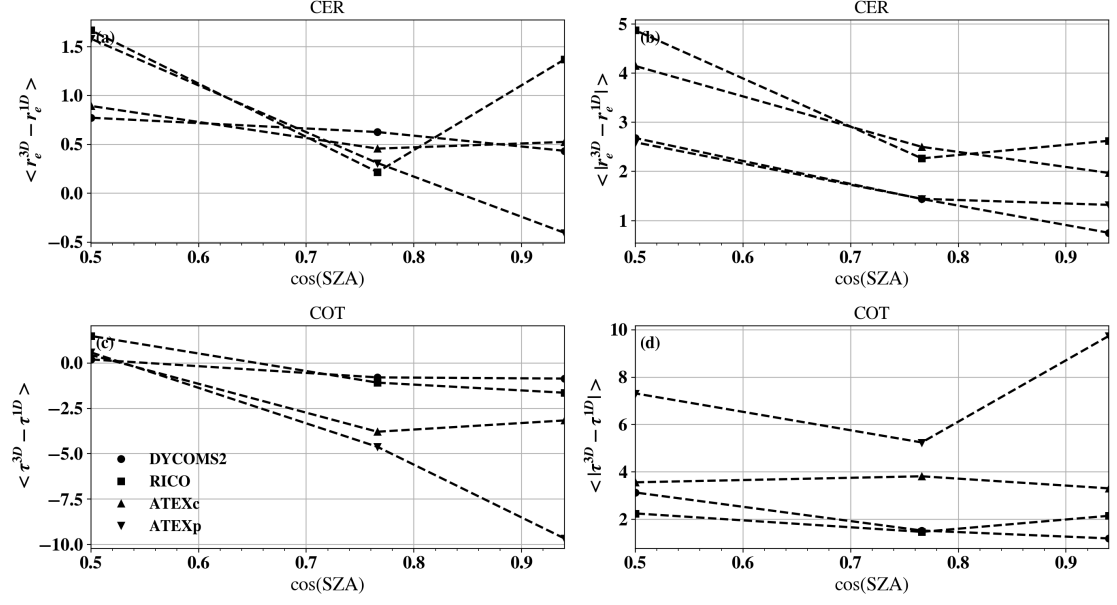 CER
(a)
1.5
1.0
0.5
0.0
−0.5
< r_e^{3D} − r_e^{1D} >
0.5 0.6 0.7 0.8 0.9
cos(SZA)
CER
(b)
5
4
3
2
1
< |r_e^{3D} − r_e^{1D}| >
0.5 0.6 0.7 0.8 0.9
cos(SZA)
COT
(c)
0.0
−2.5
−5.0
−7.5
−10.0
< τ^{3D} − τ^{1D} >
DYCOMS2
RICO
ATEXc
ATEXp
0.5 0.6 0.7 0.8 0.9
cos(SZA)
COT
(d)
10
8
6
4
2
< |τ^{3D} − τ^{1D}| >
0.5 0.6 0.7 0.8 0.9
cos(SZA)